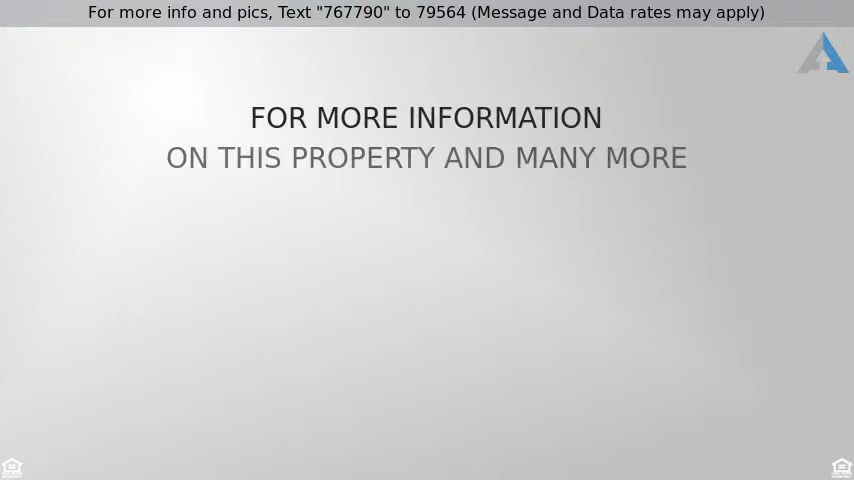 For more info and pics, Text "767790" to 79564 (Message and Data rates may apply)
FOR MORE INFORMATION
ON THIS PROPERTY AND MANY MORE